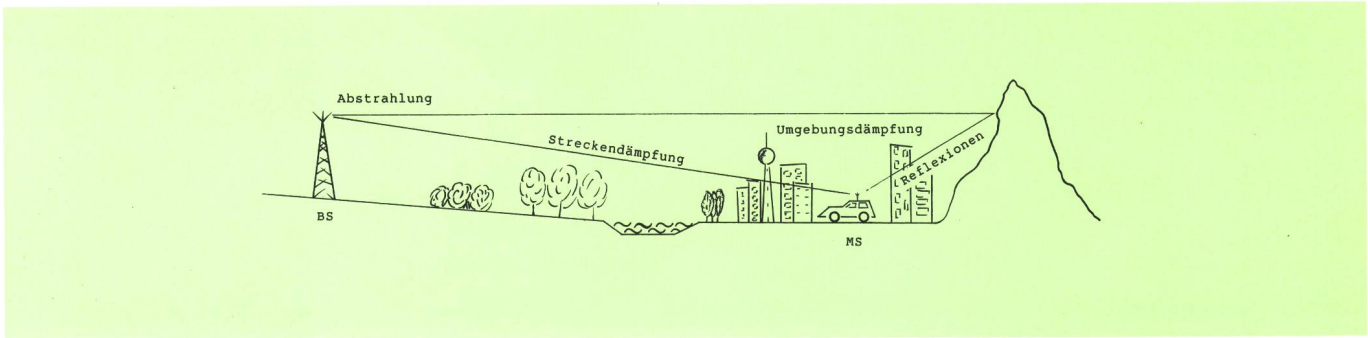 Abstrahlung
Umgebungsdämpfung
Streckendämpfung
Reflexionen
BS
MS